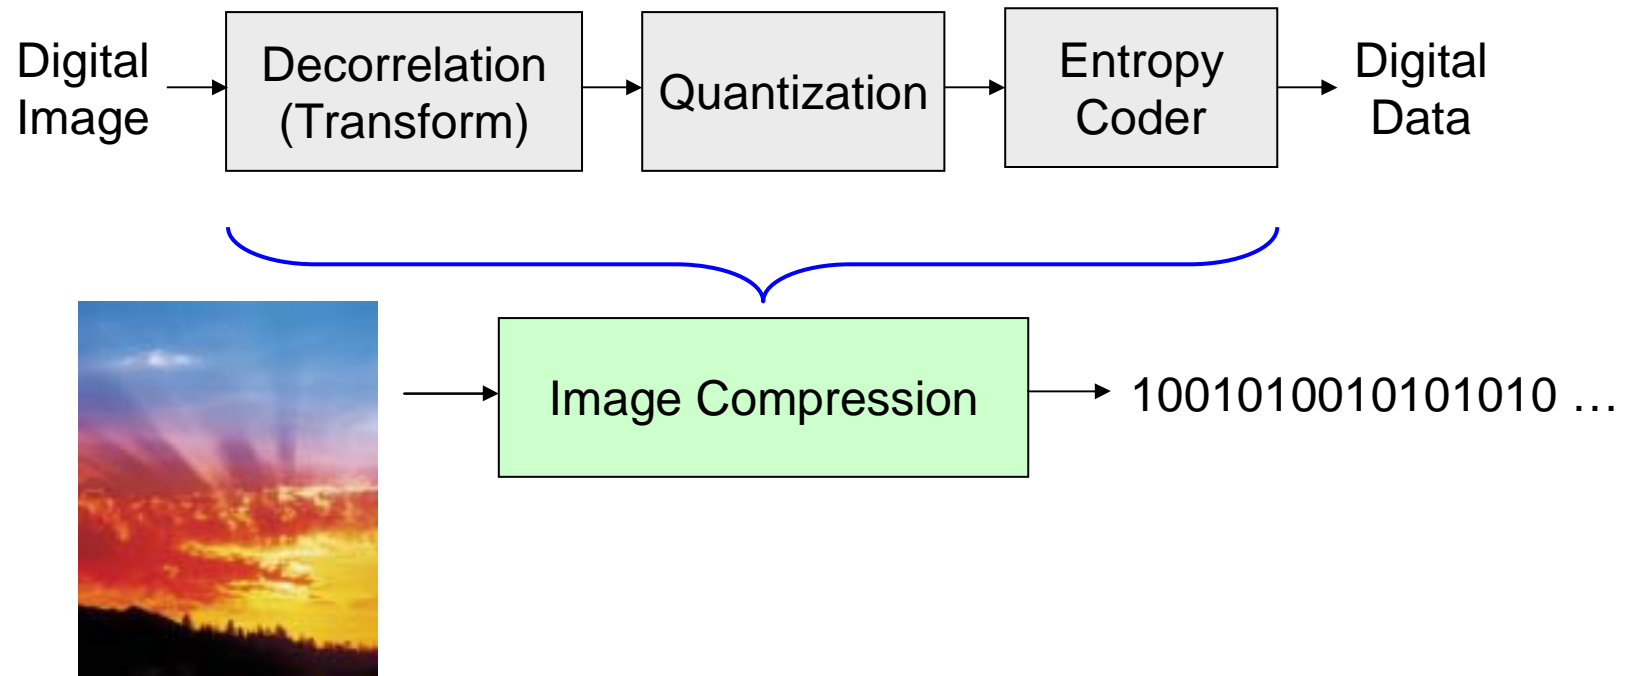 Digital
Image
Decorrelation
(Transform)
Quantization
Entropy
Coder
Digital
Data
Image Compression
1001010010101010 …